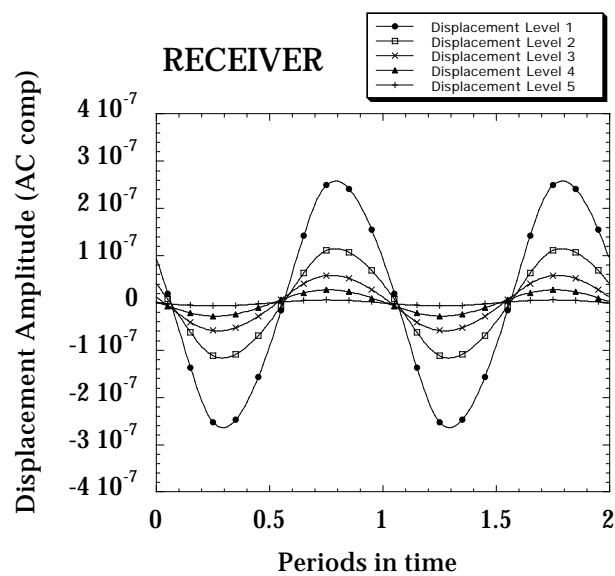 Displacement Level 1
Displacement Level 2
Displacement Level 3
Displacement Level 4
Displacement Level 5
RECEIVER
Displacement Amplitude (AC comp)
4 10-7
3 10-7
2 10-7
1 10-7
0
-1 10-7
-2 10-7
-3 10-7
-4 10-7
0 0.5 1 1.5 2
Periods in time